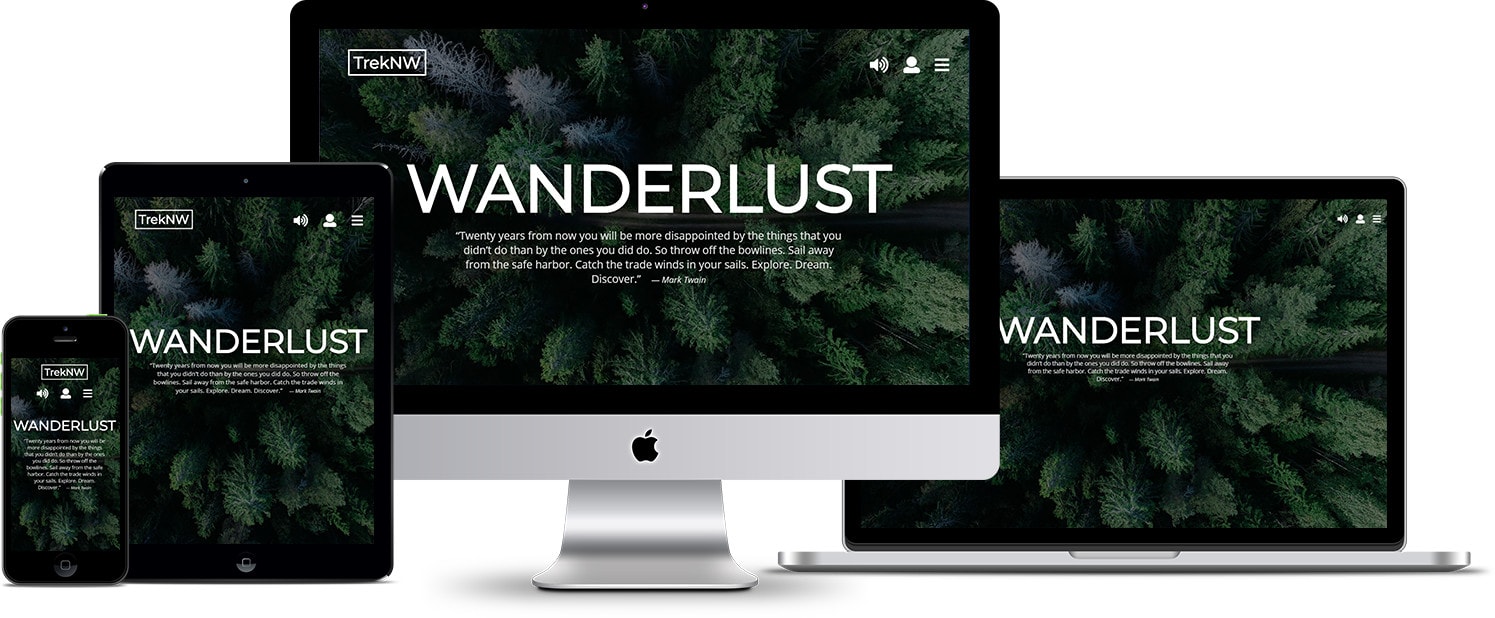 TrekNW
WANDERLUST
“Twenty years from now you will be more disappointed by the things that you
didn’t do than by the ones you did do. So throw off the bowlines. Sail away
from the safe harbor. Catch the trade winds in your sails. Explore. Dream.
Discover.” — Mark Twain
TrekNW
WANDERLUST
“Twenty years from now you will be more disappointed by the things
that you didn’t do than by the ones you did do. So throw off the
bowlines. Sail away from the safe harbor. Catch the trade winds in
your sails. Explore. Dream. Discover.” — Mark Twain
TrekNW
WANDERLUST
“Twenty years from now you will be
more disappointed by the things
that you didn’t do than by the ones
you did do. So throw off the
bowlines. Sail away from the safe
harbor. Catch the trade winds in
your sails. Explore. Dream.
Discover.” — Mark Twain
WANDERLUST
“Twenty years from now you will be more disappointed by the things that you
didn’t do than by the ones you did do. So throw off the bowlines. Sail away
from the safe harbor. Catch the trade winds in your sails. Explore. Dream.
Discover.” — Mark Twain